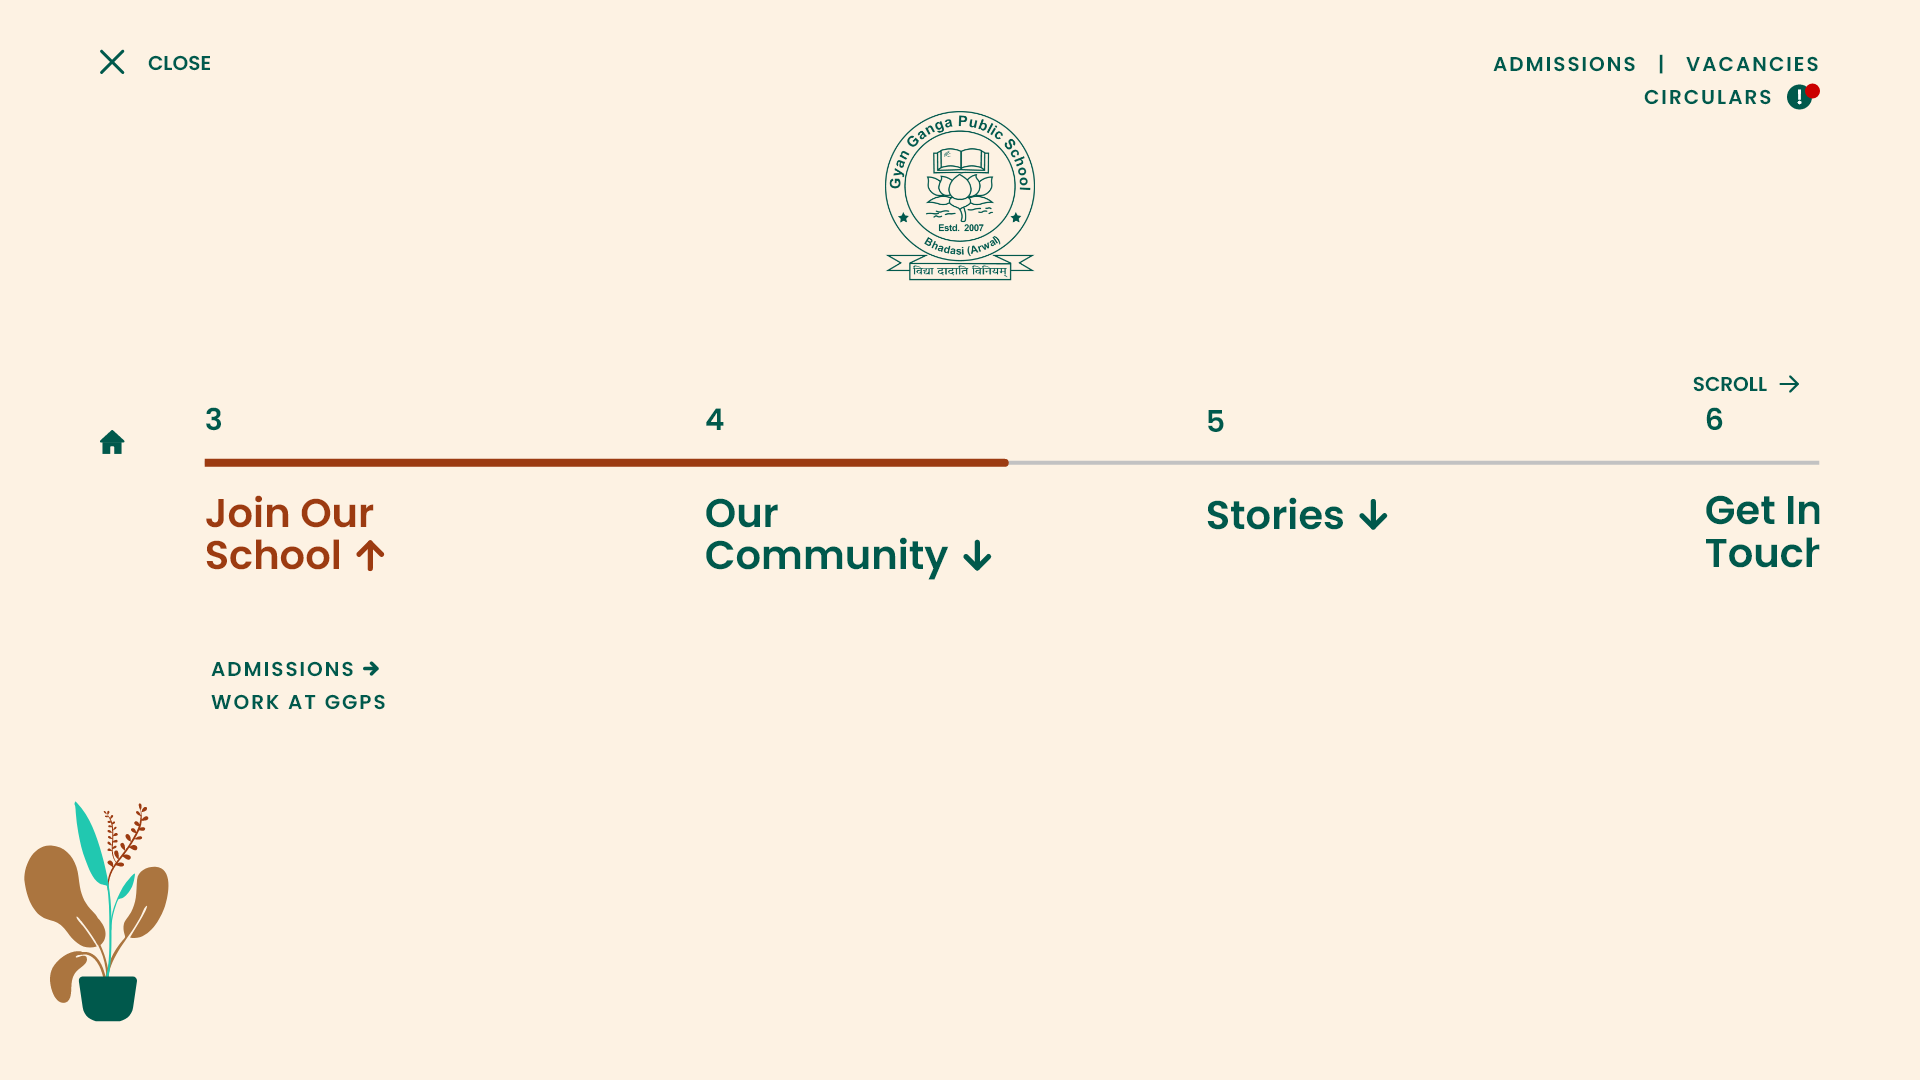 CLOSE
ADMISSIONS | VACANCIES
CIRCULARS !
Gyan Ganga Public School
Estd. 2007
Bhadasi (Arwal)
विद्या दादाति विनियम्
SCROLL →
3
4
5
6
Join Our
School ↑
Our
Community ↓
Stories ↓
Get In
Touch
ADMISSIONS →
WORK AT GGPS